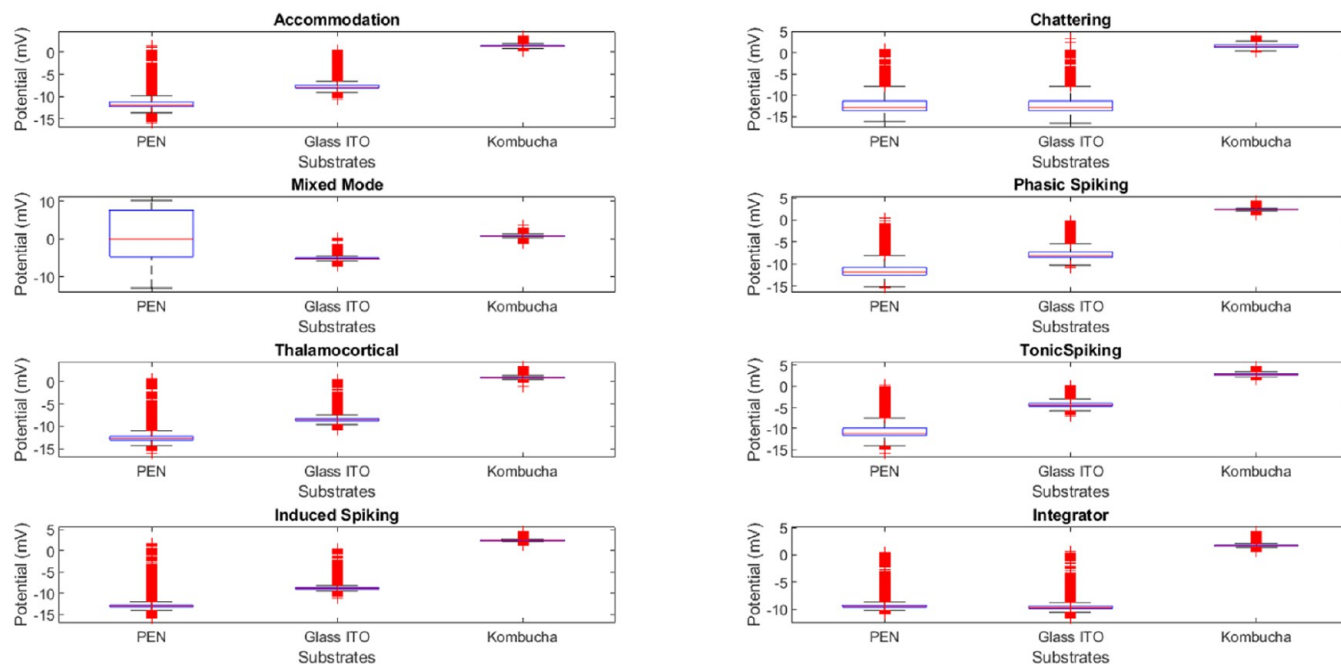 Accommodation
Potential (mV)
0
-5
-10
-15
PEN
Glass ITO
Kombucha
Substrates
Chattering
Potential (mV)
5
0
-5
-10
-15
PEN
Glass ITO
Kombucha
Substrates
Mixed Mode
Potential (mV)
10
0
-10
PEN
Glass ITO
Kombucha
Substrates
Phasic Spiking
Potential (mV)
5
0
-5
-10
-15
PEN
Glass ITO
Kombucha
Substrates
Thalamocortical
Potential (mV)
0
-5
-10
-15
PEN
Glass ITO
Kombucha
Substrates
TonicSpiking
Potential (mV)
5
0
-5
-10
-15
PEN
Glass ITO
Kombucha
Substrates
Induced Spiking
Potential (mV)
5
0
-5
-10
-15
PEN
Glass ITO
Kombucha
Substrates
Integrator
Potential (mV)
5
0
-5
-10
PEN
Glass ITO
Kombucha
Substrates